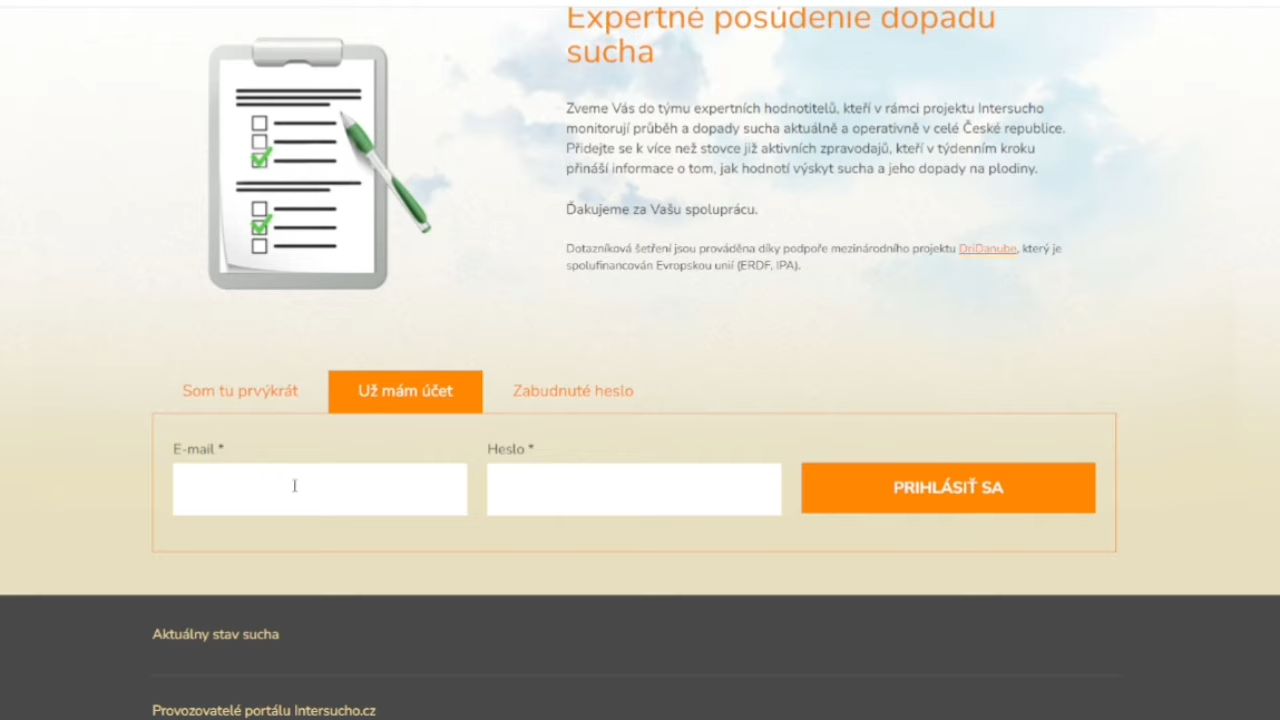 Expertné posúdenie dopadu
sucha
Zveme Vás do týmu expertních hodnotitelů, kteří v rámci projektu Intersucho
monitorují průběh a dopady sucha aktuálně a operativně v celé České republice.
Přidejte se k více než stovce již aktivních zpravodajů, kteří v týdenním kroku
přináší informace o tom, jak hodnotí výskyt sucha a jeho dopady na plodiny.
Ďakujeme za Vašu spoluprácu.
Dotazníková šetření jsou prováděna díky podpoře mezinárodního projektu DriDanube, který je
spolufinancován Evropskou unií (ERDF, IPA).
Som tu prvýkrát
Už mám účet
Zabudnuté heslo
E-mail *
Heslo *
PRIHLÁSIŤ SA
Aktuálny stav sucha
Provozovatelé portálu Intersucho.cz